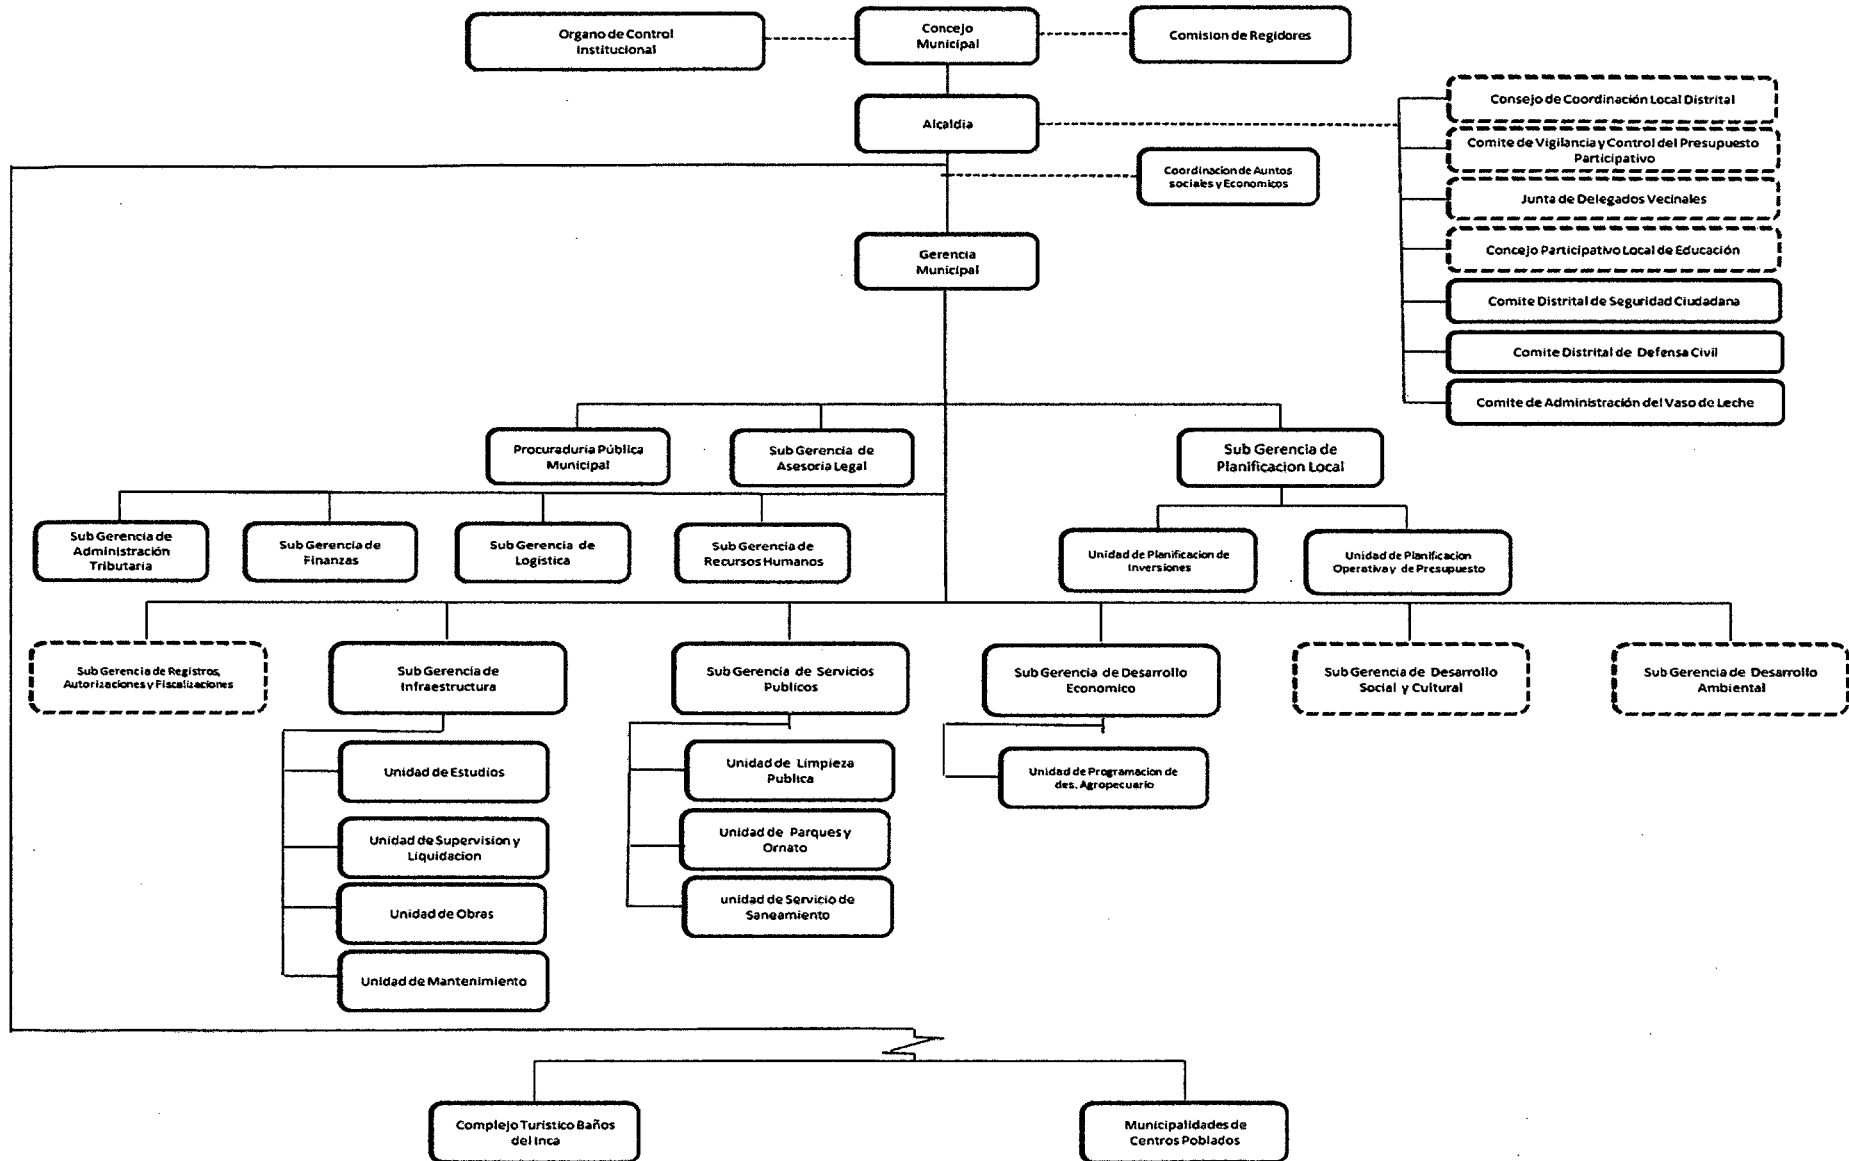 Organo de Control
Institucional
Concejo
Municipal
Comision de Regidores
Alcaldia
Consejo de Coordinación Local Distrital
Comite de Vigilancia y Control del Presupuesto
Participativo
Coordinacion de Auntos
sociales y Economicos
Junta de Delegados Vecinales
Concejo Participativo Local de Educación
Gerencia
Municipal
Comite Distrital de Seguridad Ciudadana
Comite Distrital de Defensa Civil
Comite de Administración del Vaso de Leche
Procuraduria Pública
Municipal
Sub Gerencia de
Asesoria Legal
Sub Gerencia de
Planificacion Local
Sub Gerencia de
Administración
Tributaria
Sub Gerencia de
Finanzas
Sub Gerencia de
Logística
Sub Gerencia de
Recursos Humanos
Unidad de Planificacion de
Inversiones
Unidad de Planificacion
Operativa y de Presupuesto
Sub Gerencia de Registros,
Autorizaciones y Fiscalizaciones
Sub Gerencia de
Infraestructura
Sub Gerencia de Servicios
Publicos
Sub Gerencia de Desarrollo
Economico
Sub Gerencia de Desarrollo
Social y Cultural
Sub Gerencia de Desarrollo
Ambiental
Unidad de Estudios
Unidad de Supervision y
Liquidacion
Unidad de Obras
Unidad de Mantenimiento
Unidad de Limpieza
Publica
Unidad de Parques y
Ornato
unidad de Servicio de
Saneamiento
Unidad de Programacion de
des. Agropecuario
Complejo Turístico Baños
del Inca
Municipalidades de
Centros Poblados